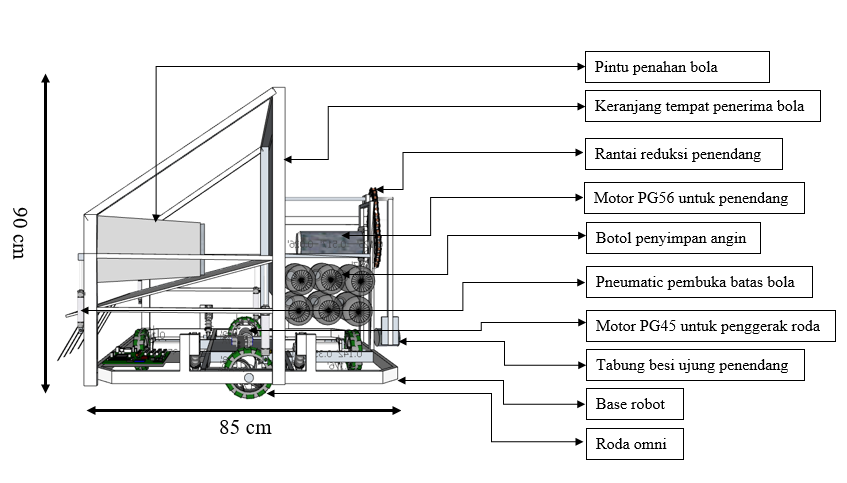 Pintu penahan bola
Keranjang tempat penerima bola
Rantai reduksi penendang
Motor PG56 untuk penendang
Botol penyimpan angin
Pneumatic pembuka batas bola
Motor PG45 untuk penggerak roda
Tabung besi ujung penendang
Base robot
Roda omni
90 cm
85 cm